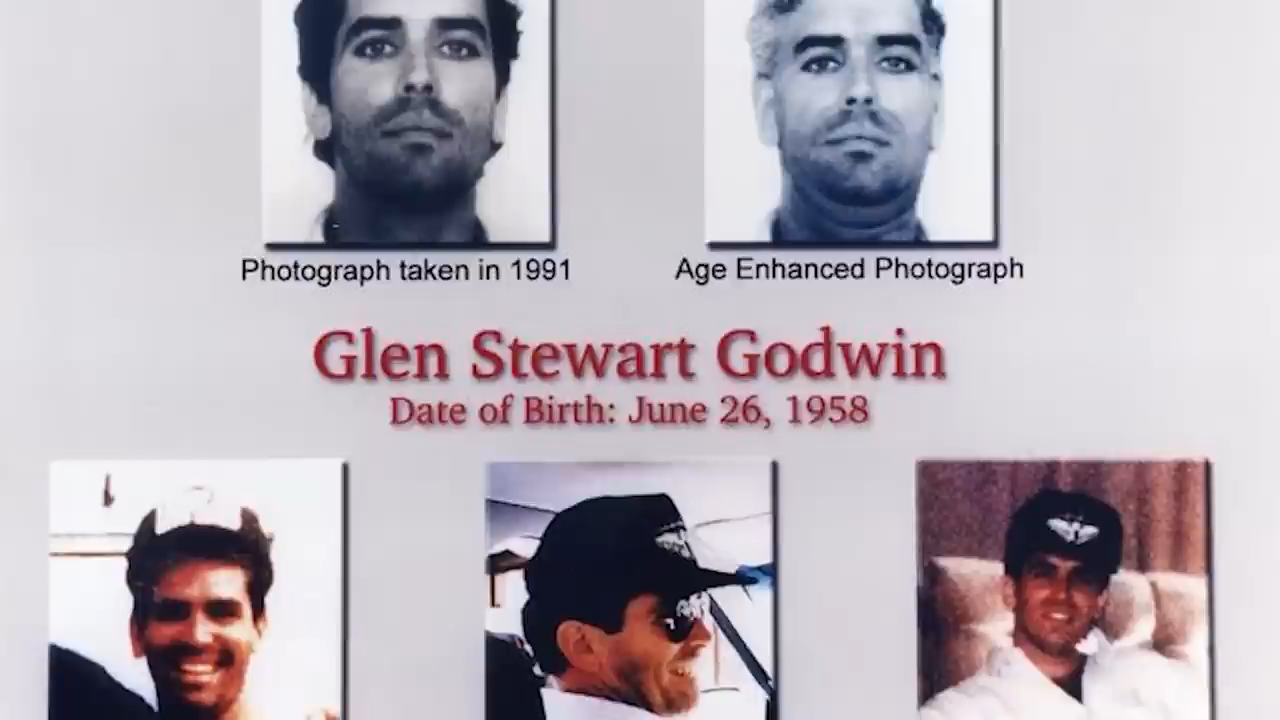 Photograph taken in 1991
Age Enhanced Photograph
Glen Stewart Godwin
Date of Birth: June 26, 1958